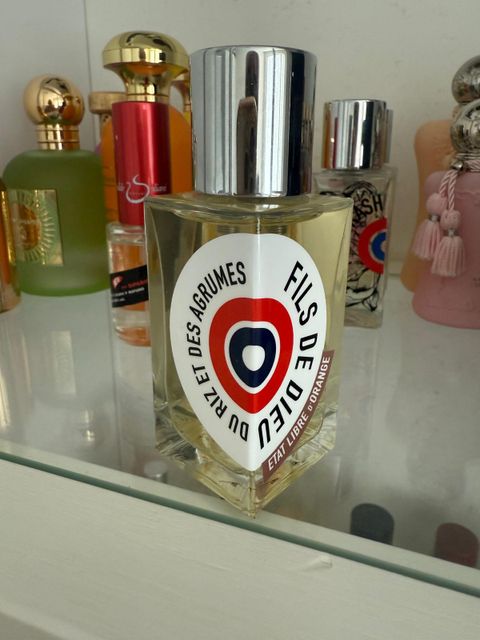 FILS DE DIEU
DU RIZ ET DES AGRUMES
ETAT LIBRE D'ORANGE